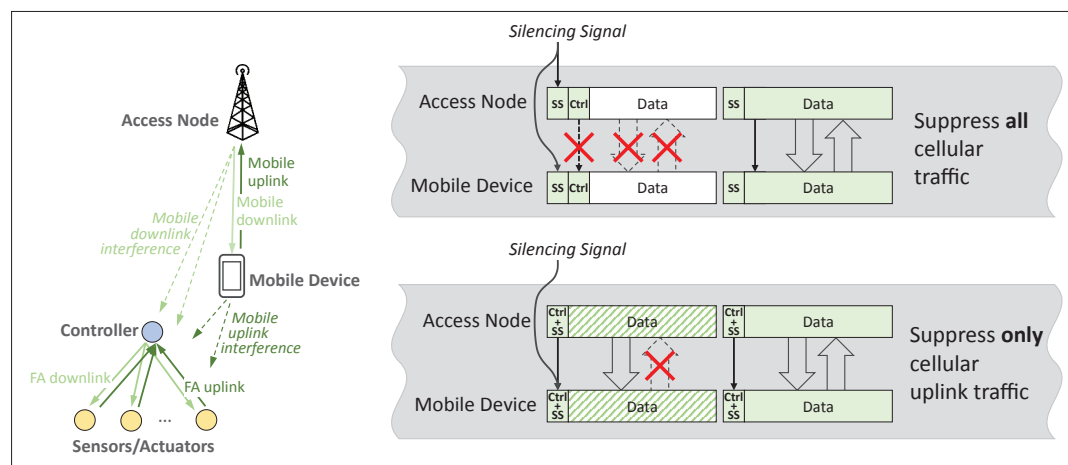 Access Node
Mobile
uplink
Mobile
downlink
Mobile
downlink
interference
Mobile Device
Mobile
uplink
interference
Controller
FA downlink
FA uplink
...
Sensors/Actuators
Silencing Signal
Access Node
SS Ctrl Data SS Data
Mobile Device
SS Ctrl Data SS Data
Suppress all
cellular
traffic
Silencing Signal
Access Node
Ctrl + SS Data Ctrl + SS Data
Mobile Device
Ctrl + SS Data Ctrl + SS Data
Suppress only
cellular
uplink traffic